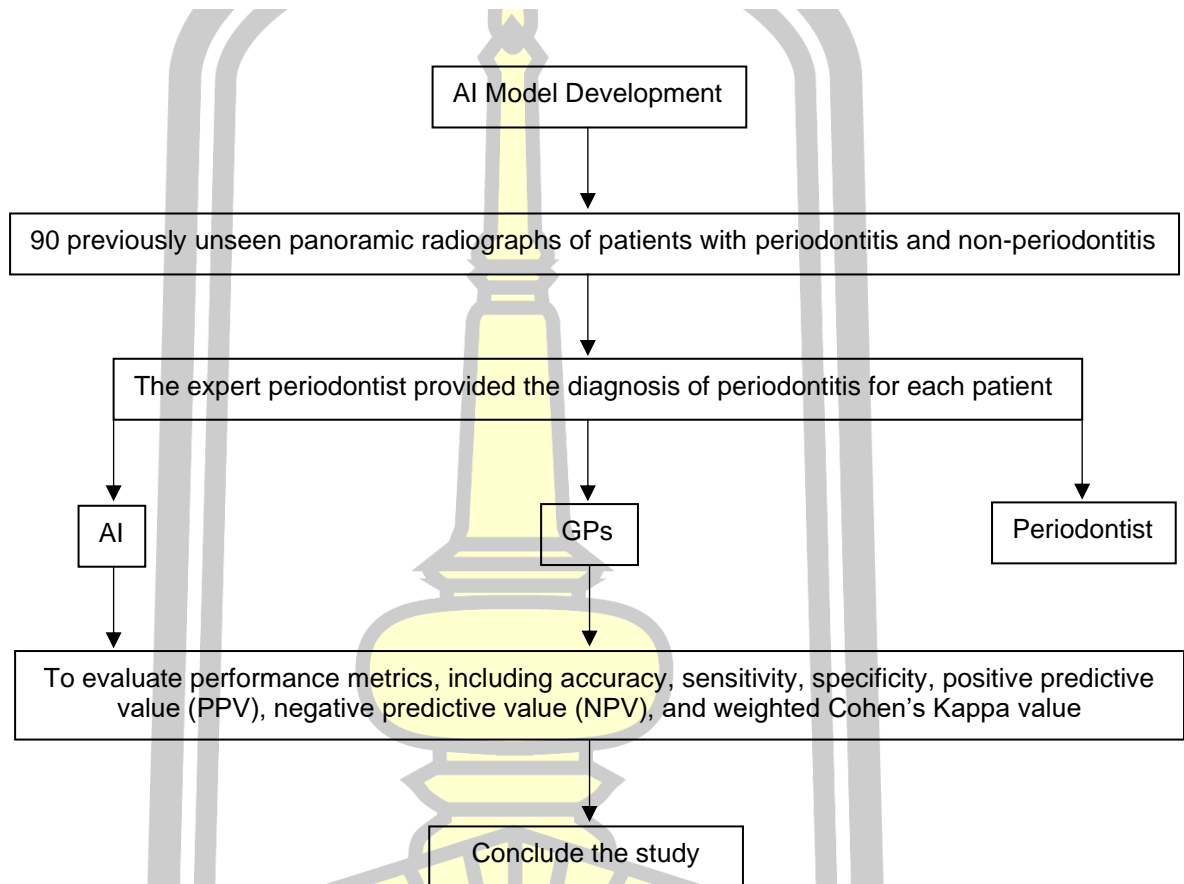 AI Model Development
90 previously unseen panoramic radiographs of patients with periodontitis and non-periodontitis
The expert periodontist provided the diagnosis of periodontitis for each patient
AI
GPs
Periodontist
To evaluate performance metrics, including accuracy, sensitivity, specificity, positive predictive
value (PPV), negative predictive value (NPV), and weighted Cohen’s Kappa value
Conclude the study